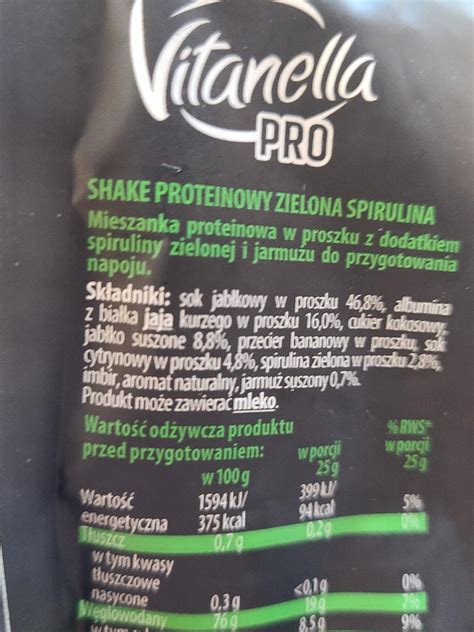 Vitanella
PRO
SHAKE PROTEINOWY ZIELONA SPIRULINA
Mieszanka proteinowa w proszku z dodatkiem
spiruliny zielonej i jarmużu do przygotowania
napoju.
Składniki: sok jabłkowy w proszku 46,8%, albumina
z białka jaja kurzego w proszku 16,0%, cukier kokosowy,
jabłko suszone 8,8%, przecier bananowy w proszku, sok
cytrynowy w proszku 4,8%, spirulina zielona w proszku 2,8%,
imbir, aromat naturalny, jarmuż suszony 0,7%.
Produkt może zawierać mleko.
Wartość odżywcza produktu %RWS*
przed przygotowaniem: w porcji w porcji
w 100 g 25 g 25 g
Wartość 1594 kJ/ 399 kJ/
energetyczna 375 kcal 94 kcal 5%
Tłuszcz 0,7 g 0,2 g 0%
w tym kwasy
tłuszczowe
nasycone 0,3 g <0,1 g 0%
Węglowodany 76 g 19 g 7%
w tym 8,5 g 9%